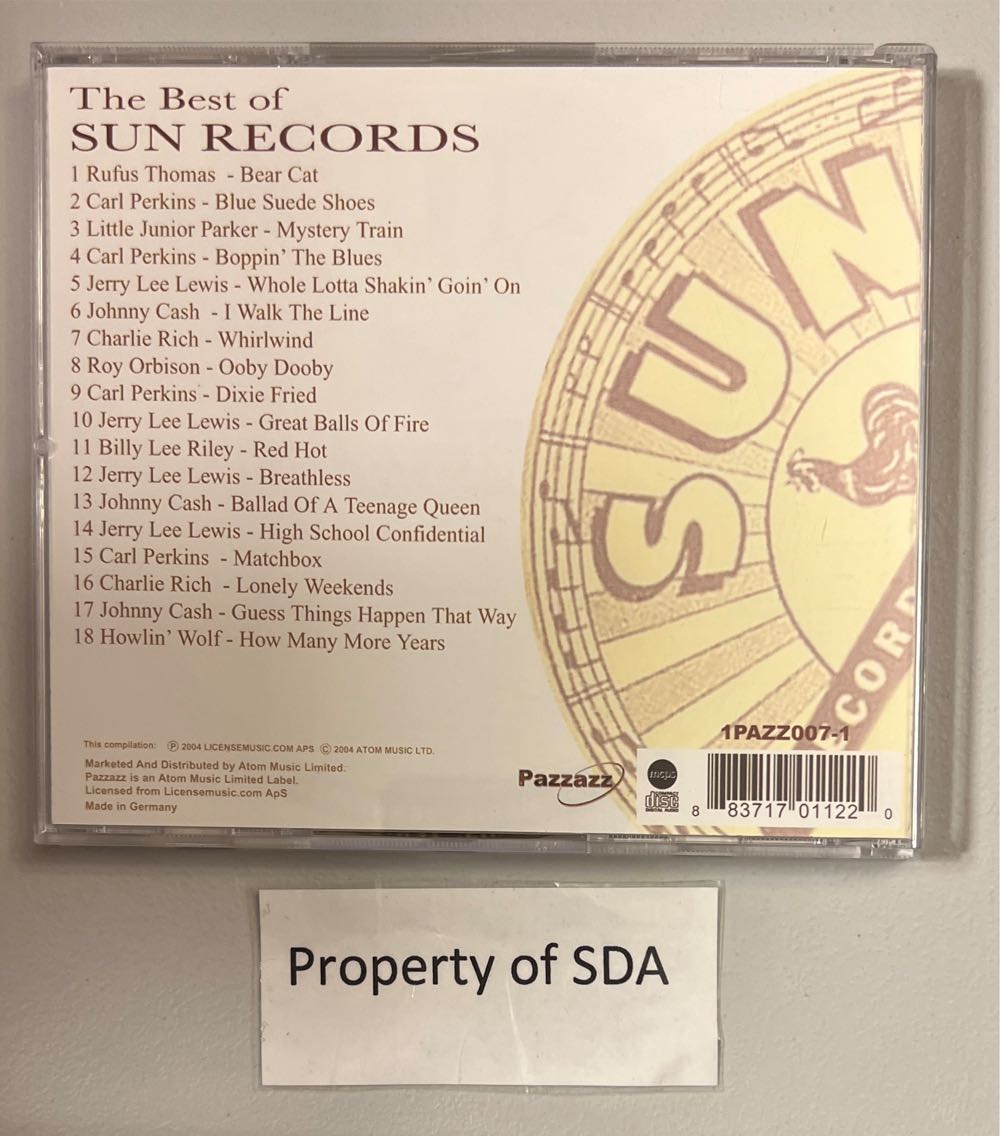 The Best of
SUN RECORDS
1 Rufus Thomas - Bear Cat
2 Carl Perkins - Blue Suede Shoes
3 Little Junior Parker - Mystery Train
4 Carl Perkins - Boppin' The Blues
5 Jerry Lee Lewis - Whole Lotta Shakin' Goin' On
6 Johnny Cash - I Walk The Line
7 Charlie Rich - Whirlwind
8 Roy Orbison - Ooby Dooby
9 Carl Perkins - Dixie Fried
10 Jerry Lee Lewis - Great Balls Of Fire
11 Billy Lee Riley - Red Hot
12 Jerry Lee Lewis - Breathless
13 Johnny Cash - Ballad Of A Teenage Queen
14 Jerry Lee Lewis - High School Confidential
15 Carl Perkins - Matchbox
16 Charlie Rich - Lonely Weekends
17 Johnny Cash - Guess Things Happen That Way
18 Howlin' Wolf - How Many More Years
SUN
CORD
This compilation: ℗ 2004 LICENSEMUSIC.COM APS © 2004 ATOM MUSIC LTD.
Marketed And Distributed by Atom Music Limited.
Pazzazz is an Atom Music Limited Label.
Licensed from Licensemusic.com ApS
Made in Germany
Pazzazz
1PAZZ007-1
mcps
COMPACT
disc
DIGITAL AUDIO
8 83717 01122 0
Property of SDA